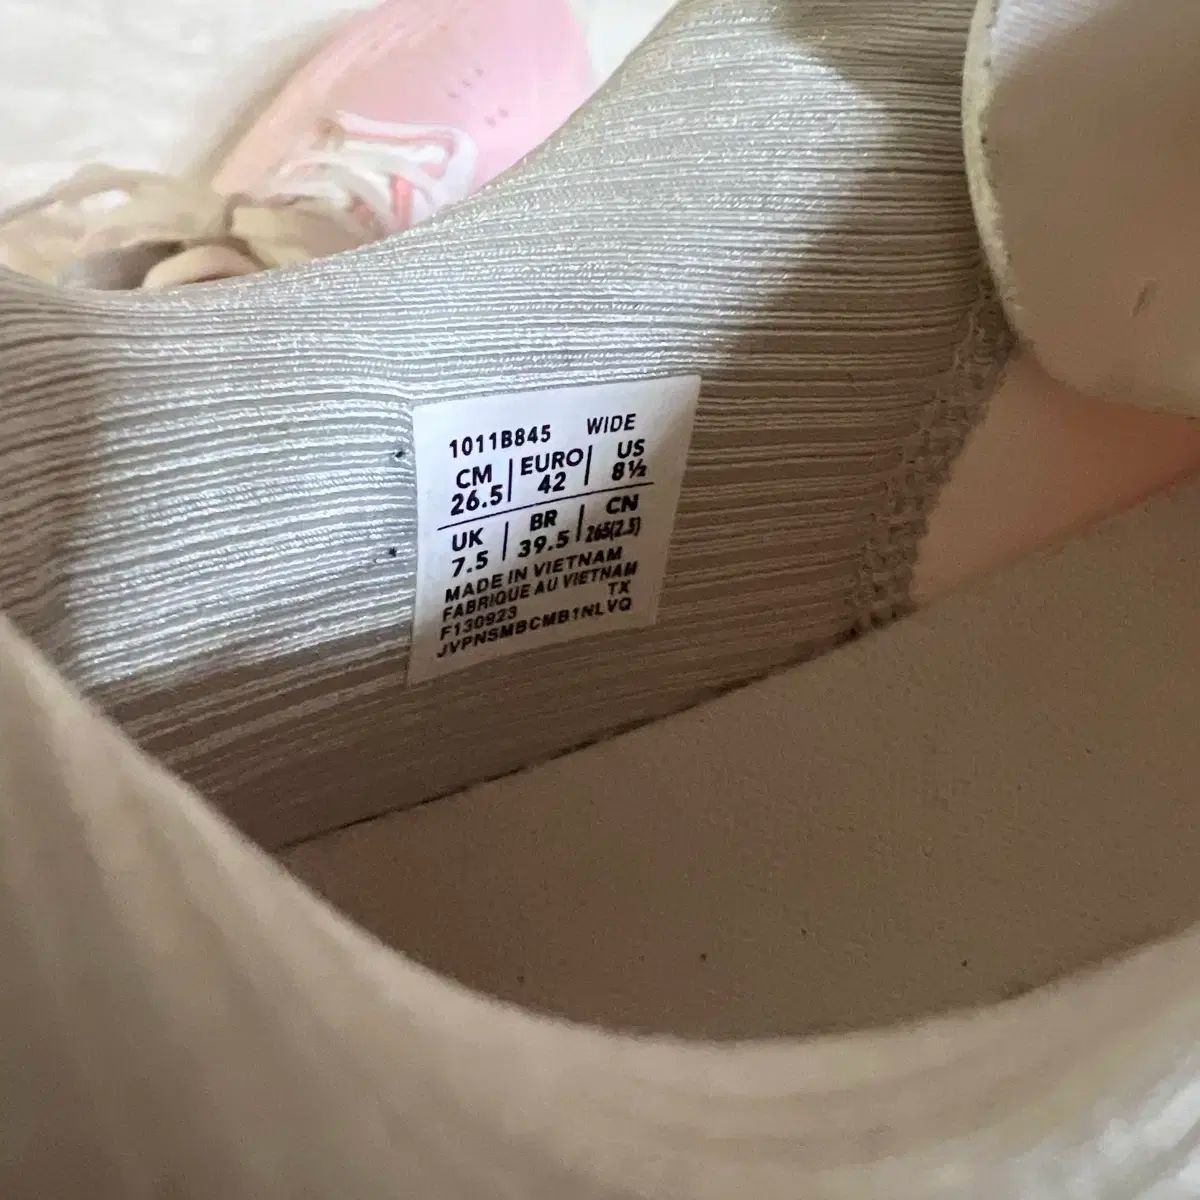 1011B845 WIDE
CM EURO US
26.5 42 8½
UK BR CN
7.5 39.5 265(2.5)
MADE IN VIETNAM
FABRIQUE AU VIETNAM
F130923 TX
JVPNSMBCMB1NLVQ